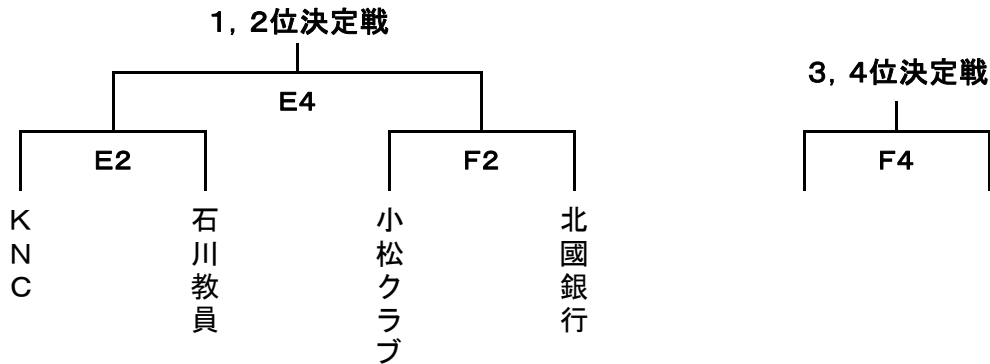 1，2位決定戦
3，4位決定戦
E4
E2
F2
F4
KNC
石川教員
小松クラブ
北國銀行